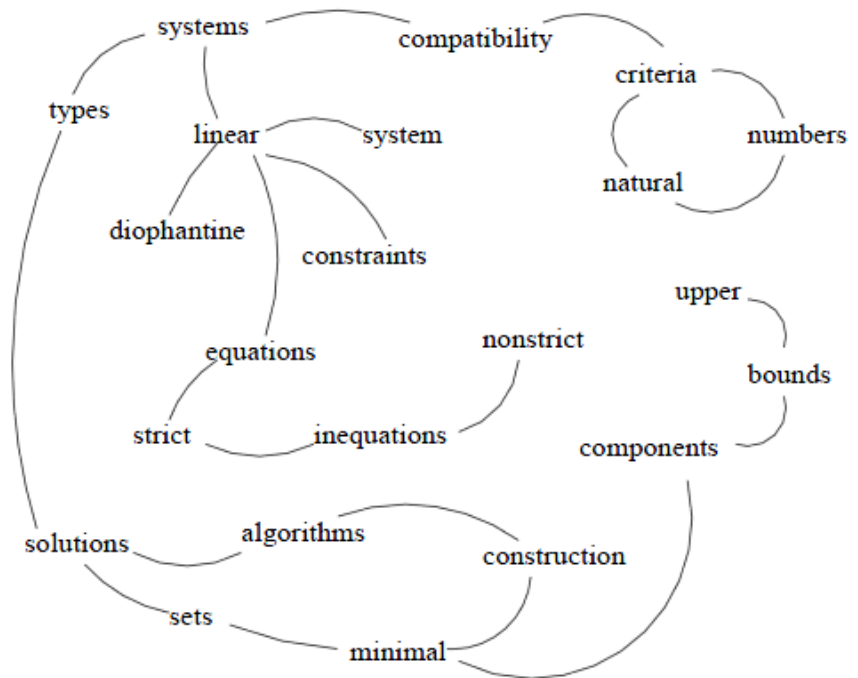 systems
compatibility
criteria
types
linear
system
numbers
natural
diophantine
constraints
upper
equations
nonstrict
bounds
strict
inequations
components
solutions
algorithms
construction
sets
minimal